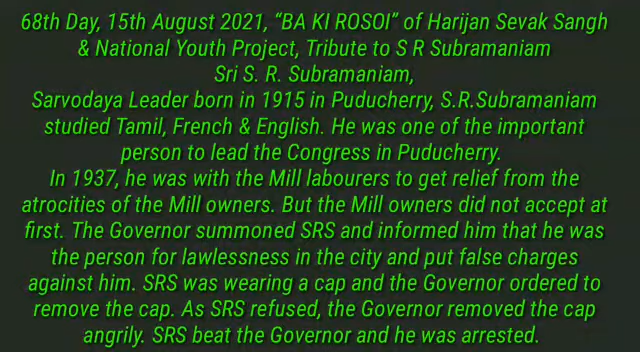 68th Day, 15th August 2021, “BA KI ROSOI” of Harijan Sevak Sangh
& National Youth Project, Tribute to S R Subramaniam
Sri S. R. Subramaniam,
Sarvodaya Leader born in 1915 in Puducherry, S.R.Subramaniam
studied Tamil, French & English. He was one of the important
person to lead the Congress in Puducherry.
In 1937, he was with the Mill labourers to get relief from the
atrocities of the Mill owners. But the Mill owners did not accept at
first. The Governor summoned SRS and informed him that he was
the person for lawlessness in the city and put false charges
against him. SRS was wearing a cap and the Governor ordered to
remove the cap. As SRS refused, the Governor removed the cap
angrily. SRS beat the Governor and he was arrested.